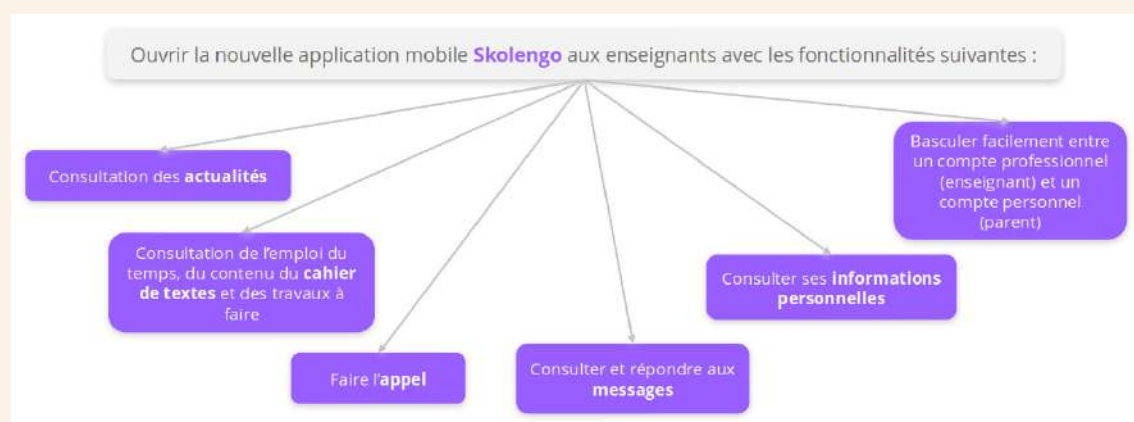 Ouvrir la nouvelle application mobile Skolengo aux enseignants avec les fonctionnalités suivantes :
Consultation des actualités
Consultation de l'emploi du
temps, du contenu du cahier
de textes et des travaux à
faire
Faire l'appel
Consulter et répondre aux
messages
Consulter ses informations
personnelles
Basculer facilement entre
un compte professionnel
(enseignant) et un
compte personnel
(parent)